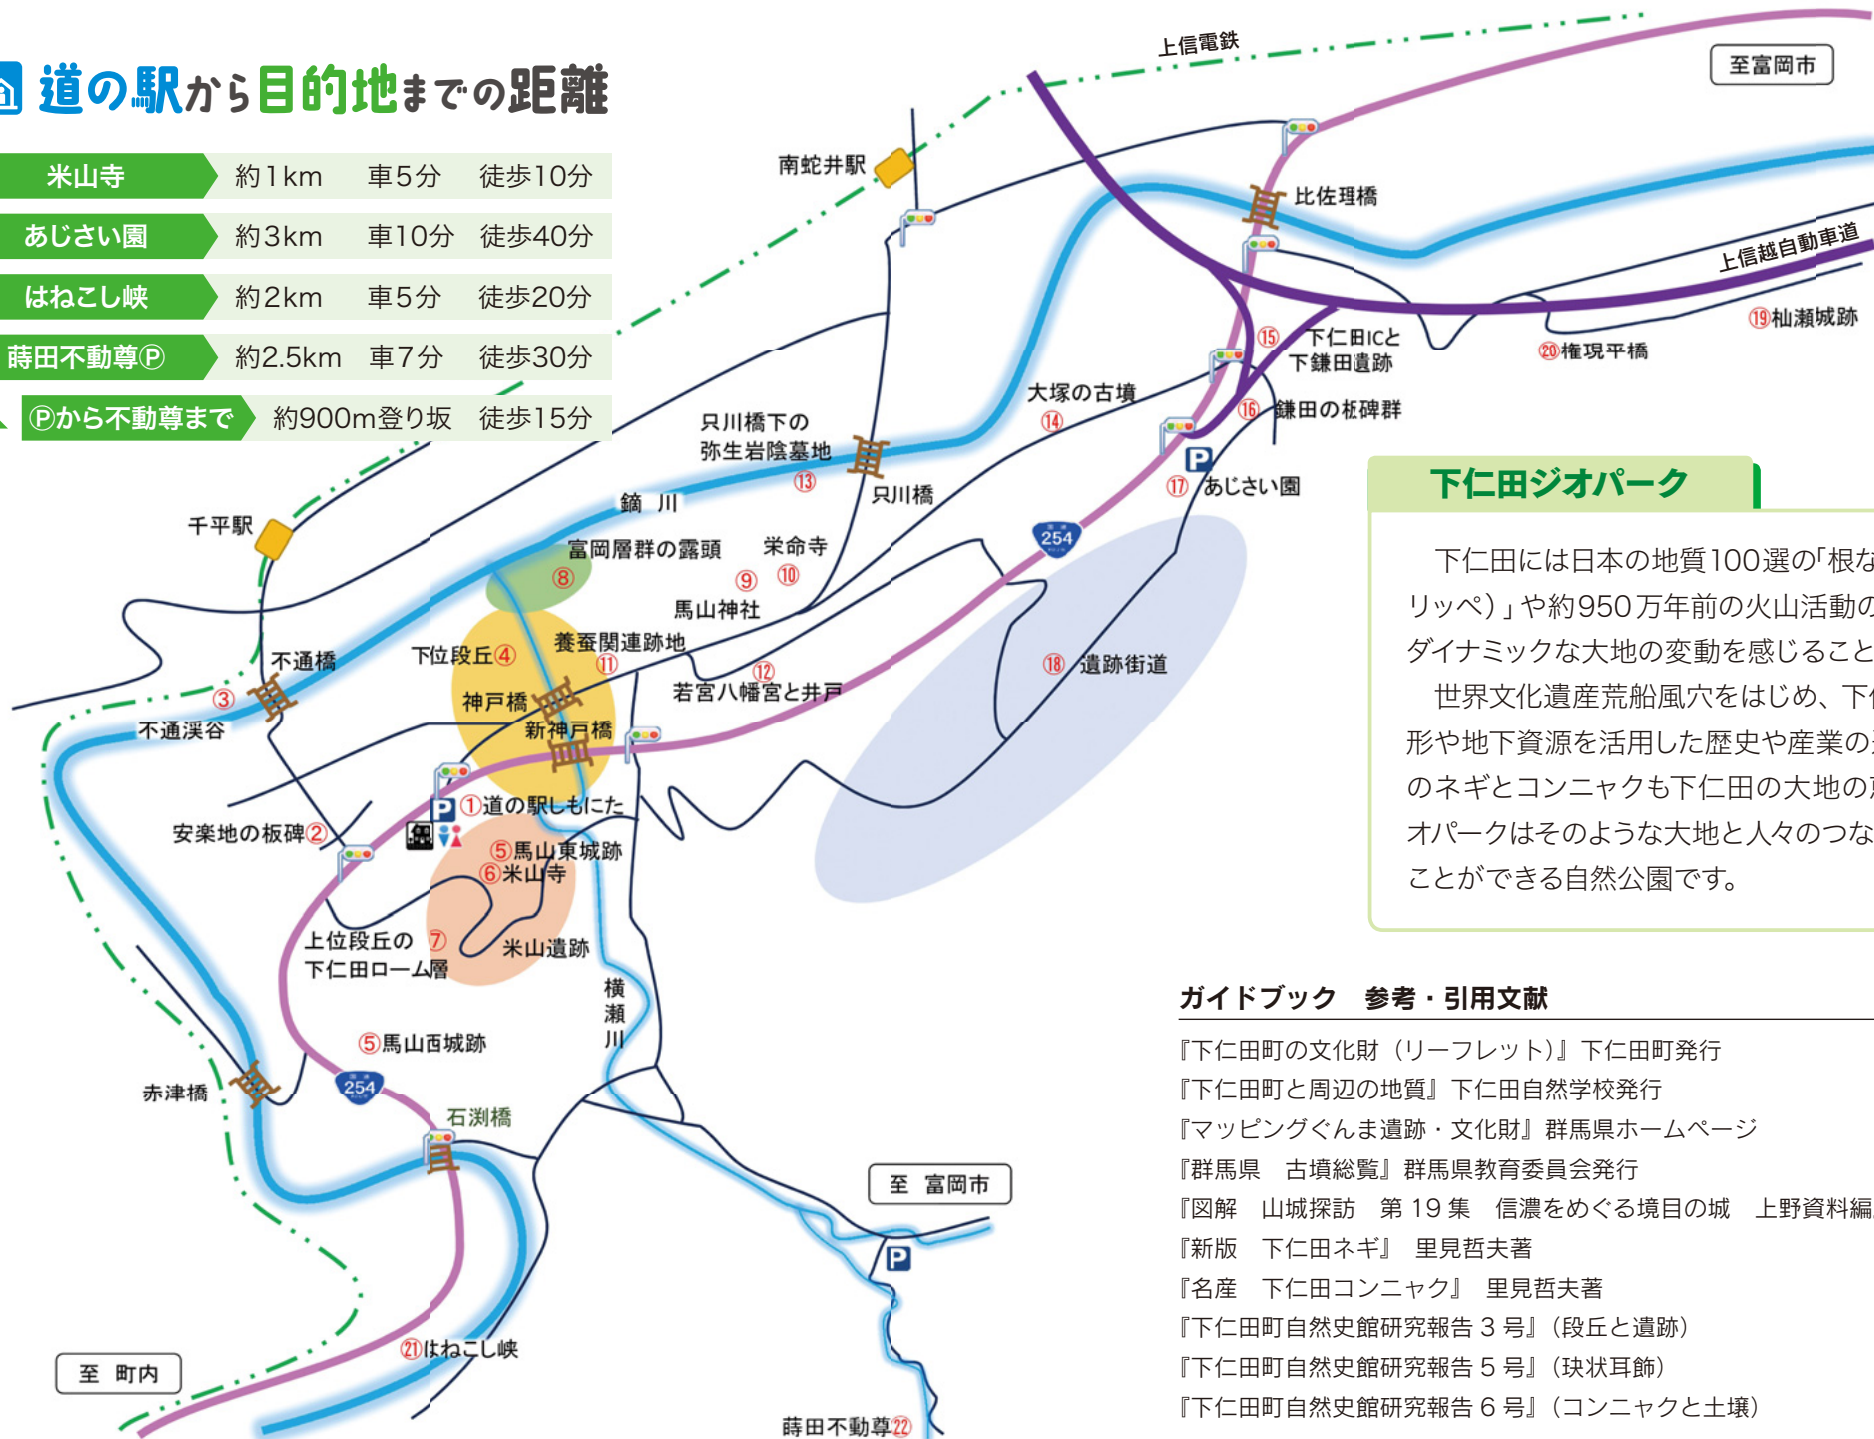 道の駅から目的地までの距離
米山寺 約1km 車5分 徒歩10分
あじさい園 約3km 車10分 徒歩40分
はねこし峡 約2km 車5分 徒歩20分
蒔田不動尊Ⓟ 約2.5km 車7分 徒歩30分
Ⓟから不動尊まで 約900m登り坂 徒歩15分
上信電鉄
至富岡市
南蛇井駅
比佐理橋
上信越自動車道
⑲杣瀬城跡
⑳権現平橋
⑮下仁田ICと
下鎌田遺跡
大塚の古墳
⑭
⑯鎌田の板碑群
只川橋下の
弥生岩陰墓地
⑬
只川橋
P
⑰あじさい園
鏑川
千平駅
254
富岡層群の露頭
⑧
栄命寺
⑩
⑨
馬山神社
養蚕関連跡地
⑪
下位段丘④
不通橋
③
不通渓谷
⑫
若宮八幡宮と井戸
⑱遺跡街道
神戸橋
新神戸橋
P
①道の駅しもにた
安楽地の板碑②
⑤馬山東城跡
⑥米山寺
上位段丘の⑦
下仁田ローム層
米山遺跡
横瀬川
⑤馬山西城跡
赤津橋
254
石渕橋
至 富岡市
P
㉑はねこし峡
至 町内
蒔田不動尊㉒
下仁田ジオパーク
下仁田には日本の地質100選の「根な
リッペ）」や約950万年前の火山活動の
ダイナミックな大地の変動を感じること
世界文化遺産荒船風穴をはじめ、下
形や地下資源を活用した歴史や産業の
のネギとコンニャクも下仁田の大地の
オパークはそのような大地と人々のつな
ことができる自然公園です。
ガイドブック　参考・引用文献
『下仁田町の文化財（リーフレット）』下仁田町発行
『下仁田町と周辺の地質』下仁田自然学校発行
『マッピングぐんま遺跡・文化財』群馬県ホームページ
『群馬県　古墳総覧』群馬県教育委員会発行
『図解　山城探訪　第 19 集　信濃をめぐる境目の城　上野資料編
『新版　下仁田ネギ』 里見哲夫著
『名産　下仁田コンニャク』 里見哲夫著
『下仁田町自然史館研究報告 3 号』（段丘と遺跡）
『下仁田町自然史館研究報告 5 号』（玦状耳飾）
『下仁田町自然史館研究報告 6 号』（コンニャクと土壌）